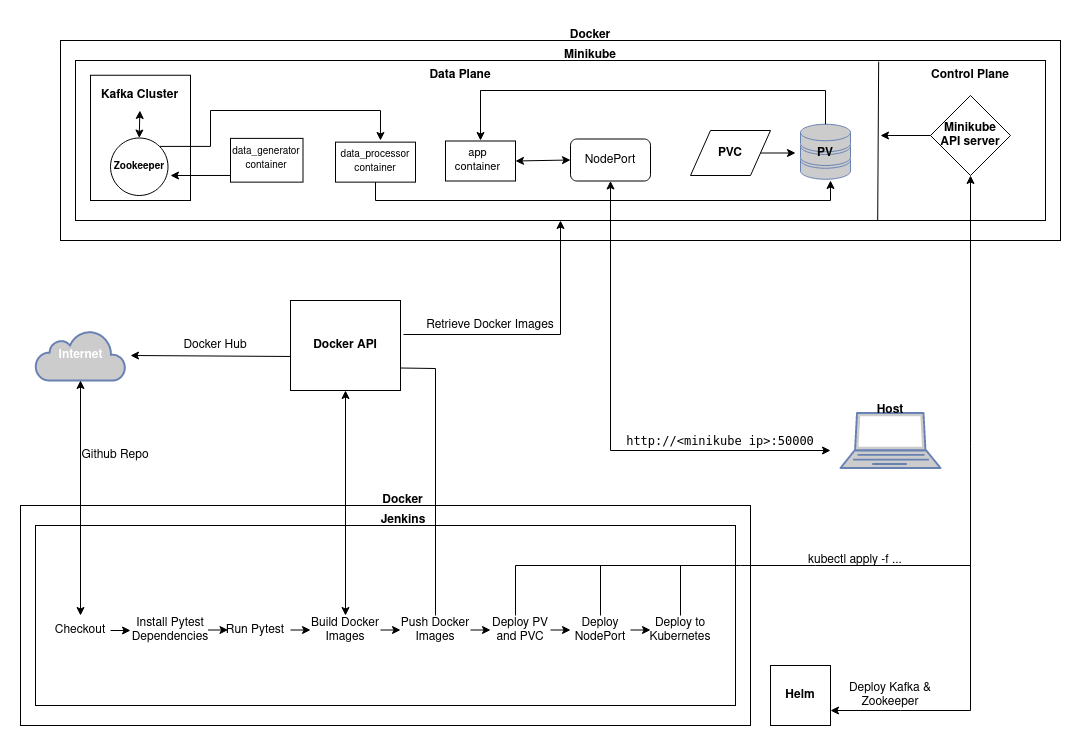 Docker
Minikube
Data Plane
Control Plane
Kafka Cluster
Zookeeper
data_generator
container
data_processor
container
app
container
NodePort
PVC
PV
Minikube
API server
Internet
Docker Hub
Docker API
Retrieve Docker Images
Github Repo
http://<minikube ip>:50000
Host
Docker
Jenkins
kubectl apply -f ...
Checkout
Install Pytest
Dependencies
Run Pytest
Build Docker
Images
Push Docker
Images
Deploy PV
and PVC
Deploy
NodePort
Deploy to
Kubernetes
Helm
Deploy Kafka &
Zookeeper